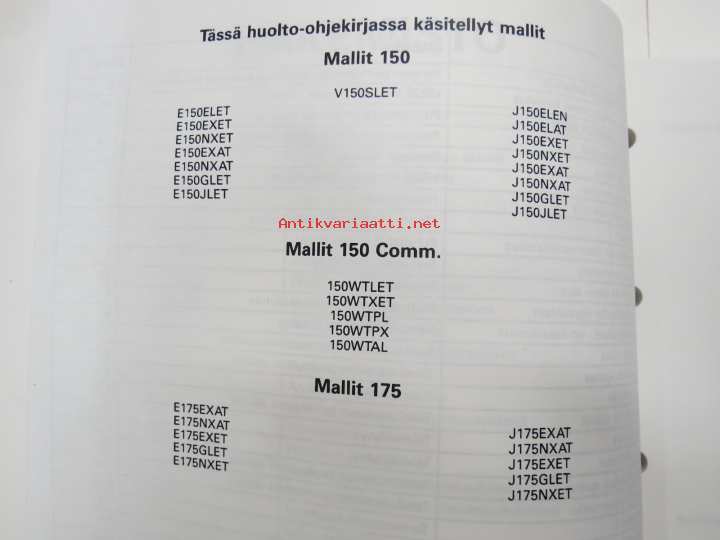 Tässä huolto-ohjekirjassa käsitellyt mallit
Mallit 150
V150SLET
E150ELET
E150EXET
E150NXET
E150EXAT
E150NXAT
E150GLET
E150JLET
J150ELEN
J150ELAT
J150EXET
J150NXET
J150EXAT
J150NXAT
J150GLET
J150JLET
Antikvariaatti.net
Mallit 150 Comm.
150WTLET
150WTXET
150WTPL
150WTPX
150WTAL
Mallit 175
E175EXAT
E175NXAT
E175EXET
E175GLET
E175NXET
J175EXAT
J175NXAT
J175EXET
J175GLET
J175NXET